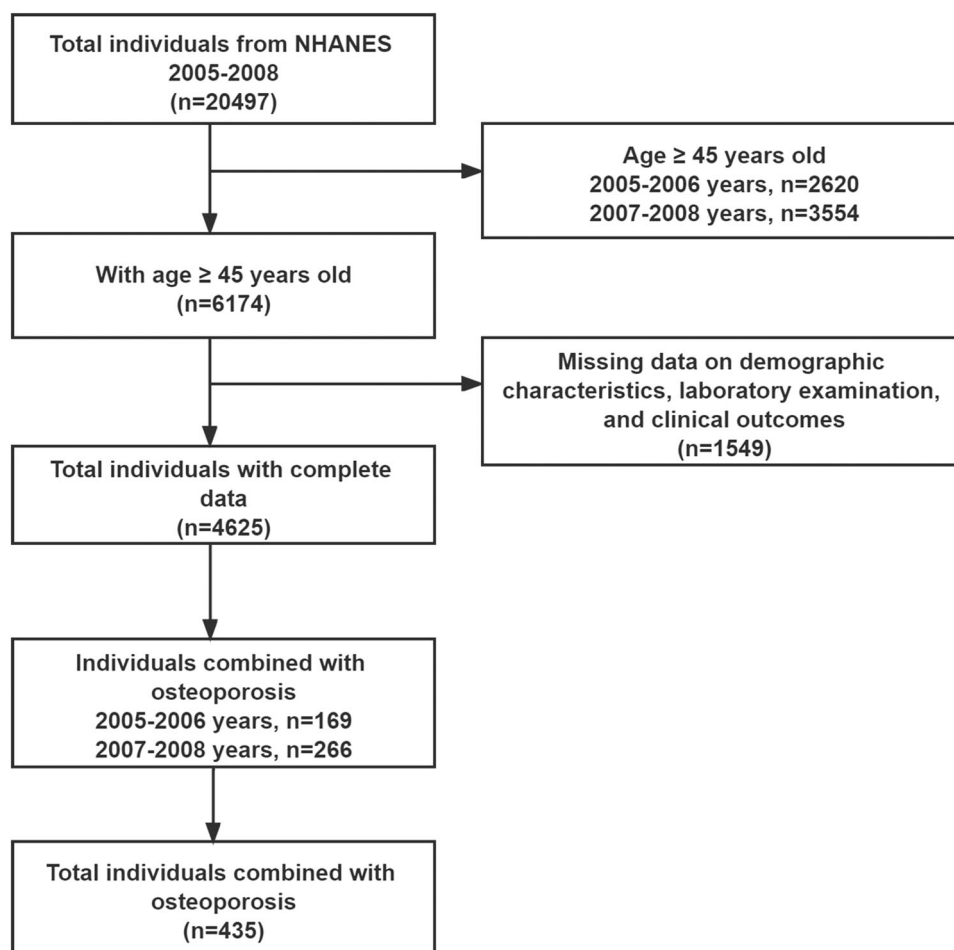 Total individuals from NHANES
2005-2008
(n=20497)
Age ≥ 45 years old
2005-2006 years, n=2620
2007-2008 years, n=3554
With age ≥ 45 years old
(n=6174)
Missing data on demographic
characteristics, laboratory examination,
and clinical outcomes
(n=1549)
Total individuals with complete
data
(n=4625)
Individuals combined with
osteoporosis
2005-2006 years, n=169
2007-2008 years, n=266
Total individuals combined with
osteoporosis
(n=435)